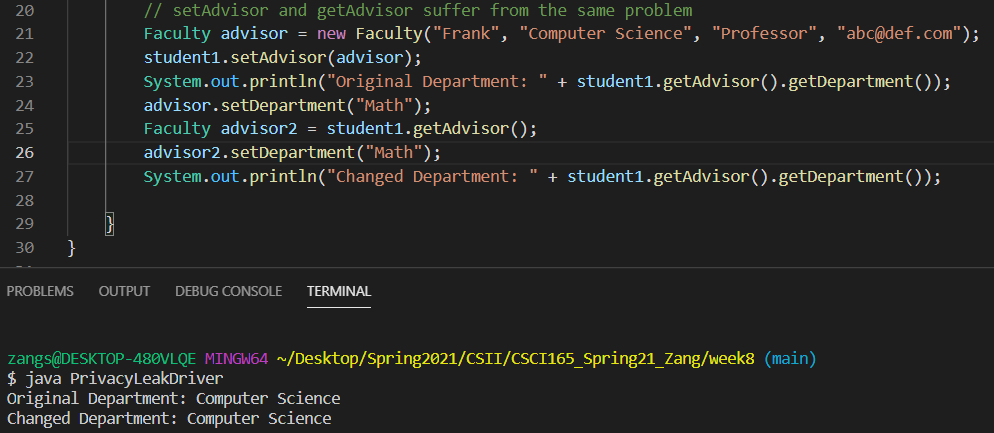 20 // setAdvisor and getAdvisor suffer from the same problem
21 Faculty advisor = new Faculty("Frank", "Computer Science", "Professor", "abc@def.com");
22 student1.setAdvisor(advisor);
23 System.out.println("Original Department: " + student1.getAdvisor().getDepartment());
24 advisor.setDepartment("Math");
25 Faculty advisor2 = student1.getAdvisor();
26 advisor2.setDepartment("Math");
27 System.out.println("Changed Department: " + student1.getAdvisor().getDepartment());
28
29 }
30 }
PROBLEMS OUTPUT DEBUG CONSOLE TERMINAL
zangs@DESKTOP-480VLQE MINGW64 ~/Desktop/Spring2021/CSII/CSCI165_Spring21_Zang/week8 (main)
$ java PrivacyLeakDriver
Original Department: Computer Science
Changed Department: Computer Science